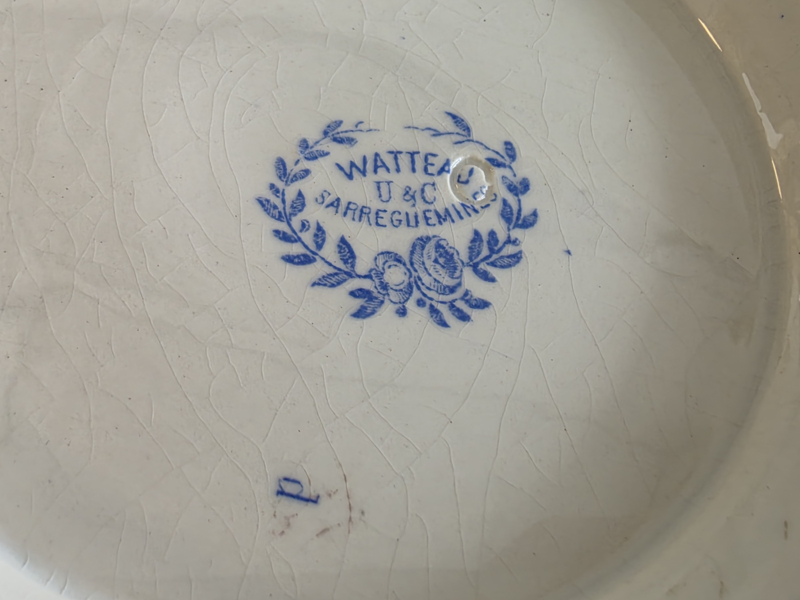 WATTEAU
U & C
SARREGUEMINES
p